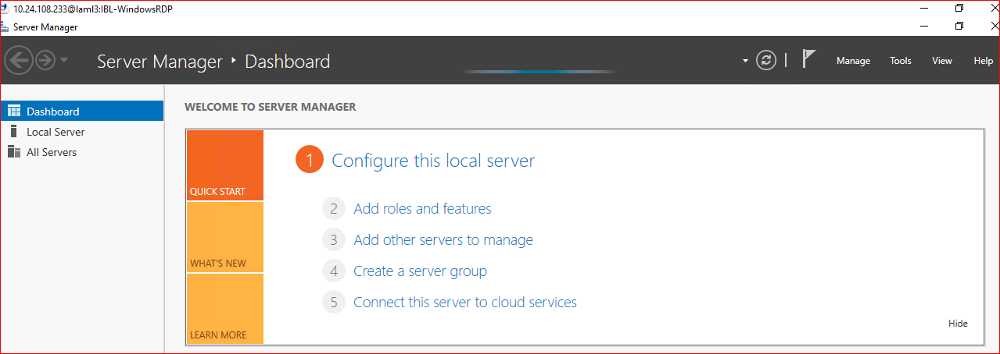 10.24.108.233@Iaml3:IBL-WindowsRDP
Server Manager
Server Manager ‣ Dashboard
Manage Tools View Help
Dashboard
Local Server
All Servers
WELCOME TO SERVER MANAGER
QUICK START
WHAT'S NEW
LEARN MORE
1 Configure this local server
2 Add roles and features
3 Add other servers to manage
4 Create a server group
5 Connect this server to cloud services
Hide